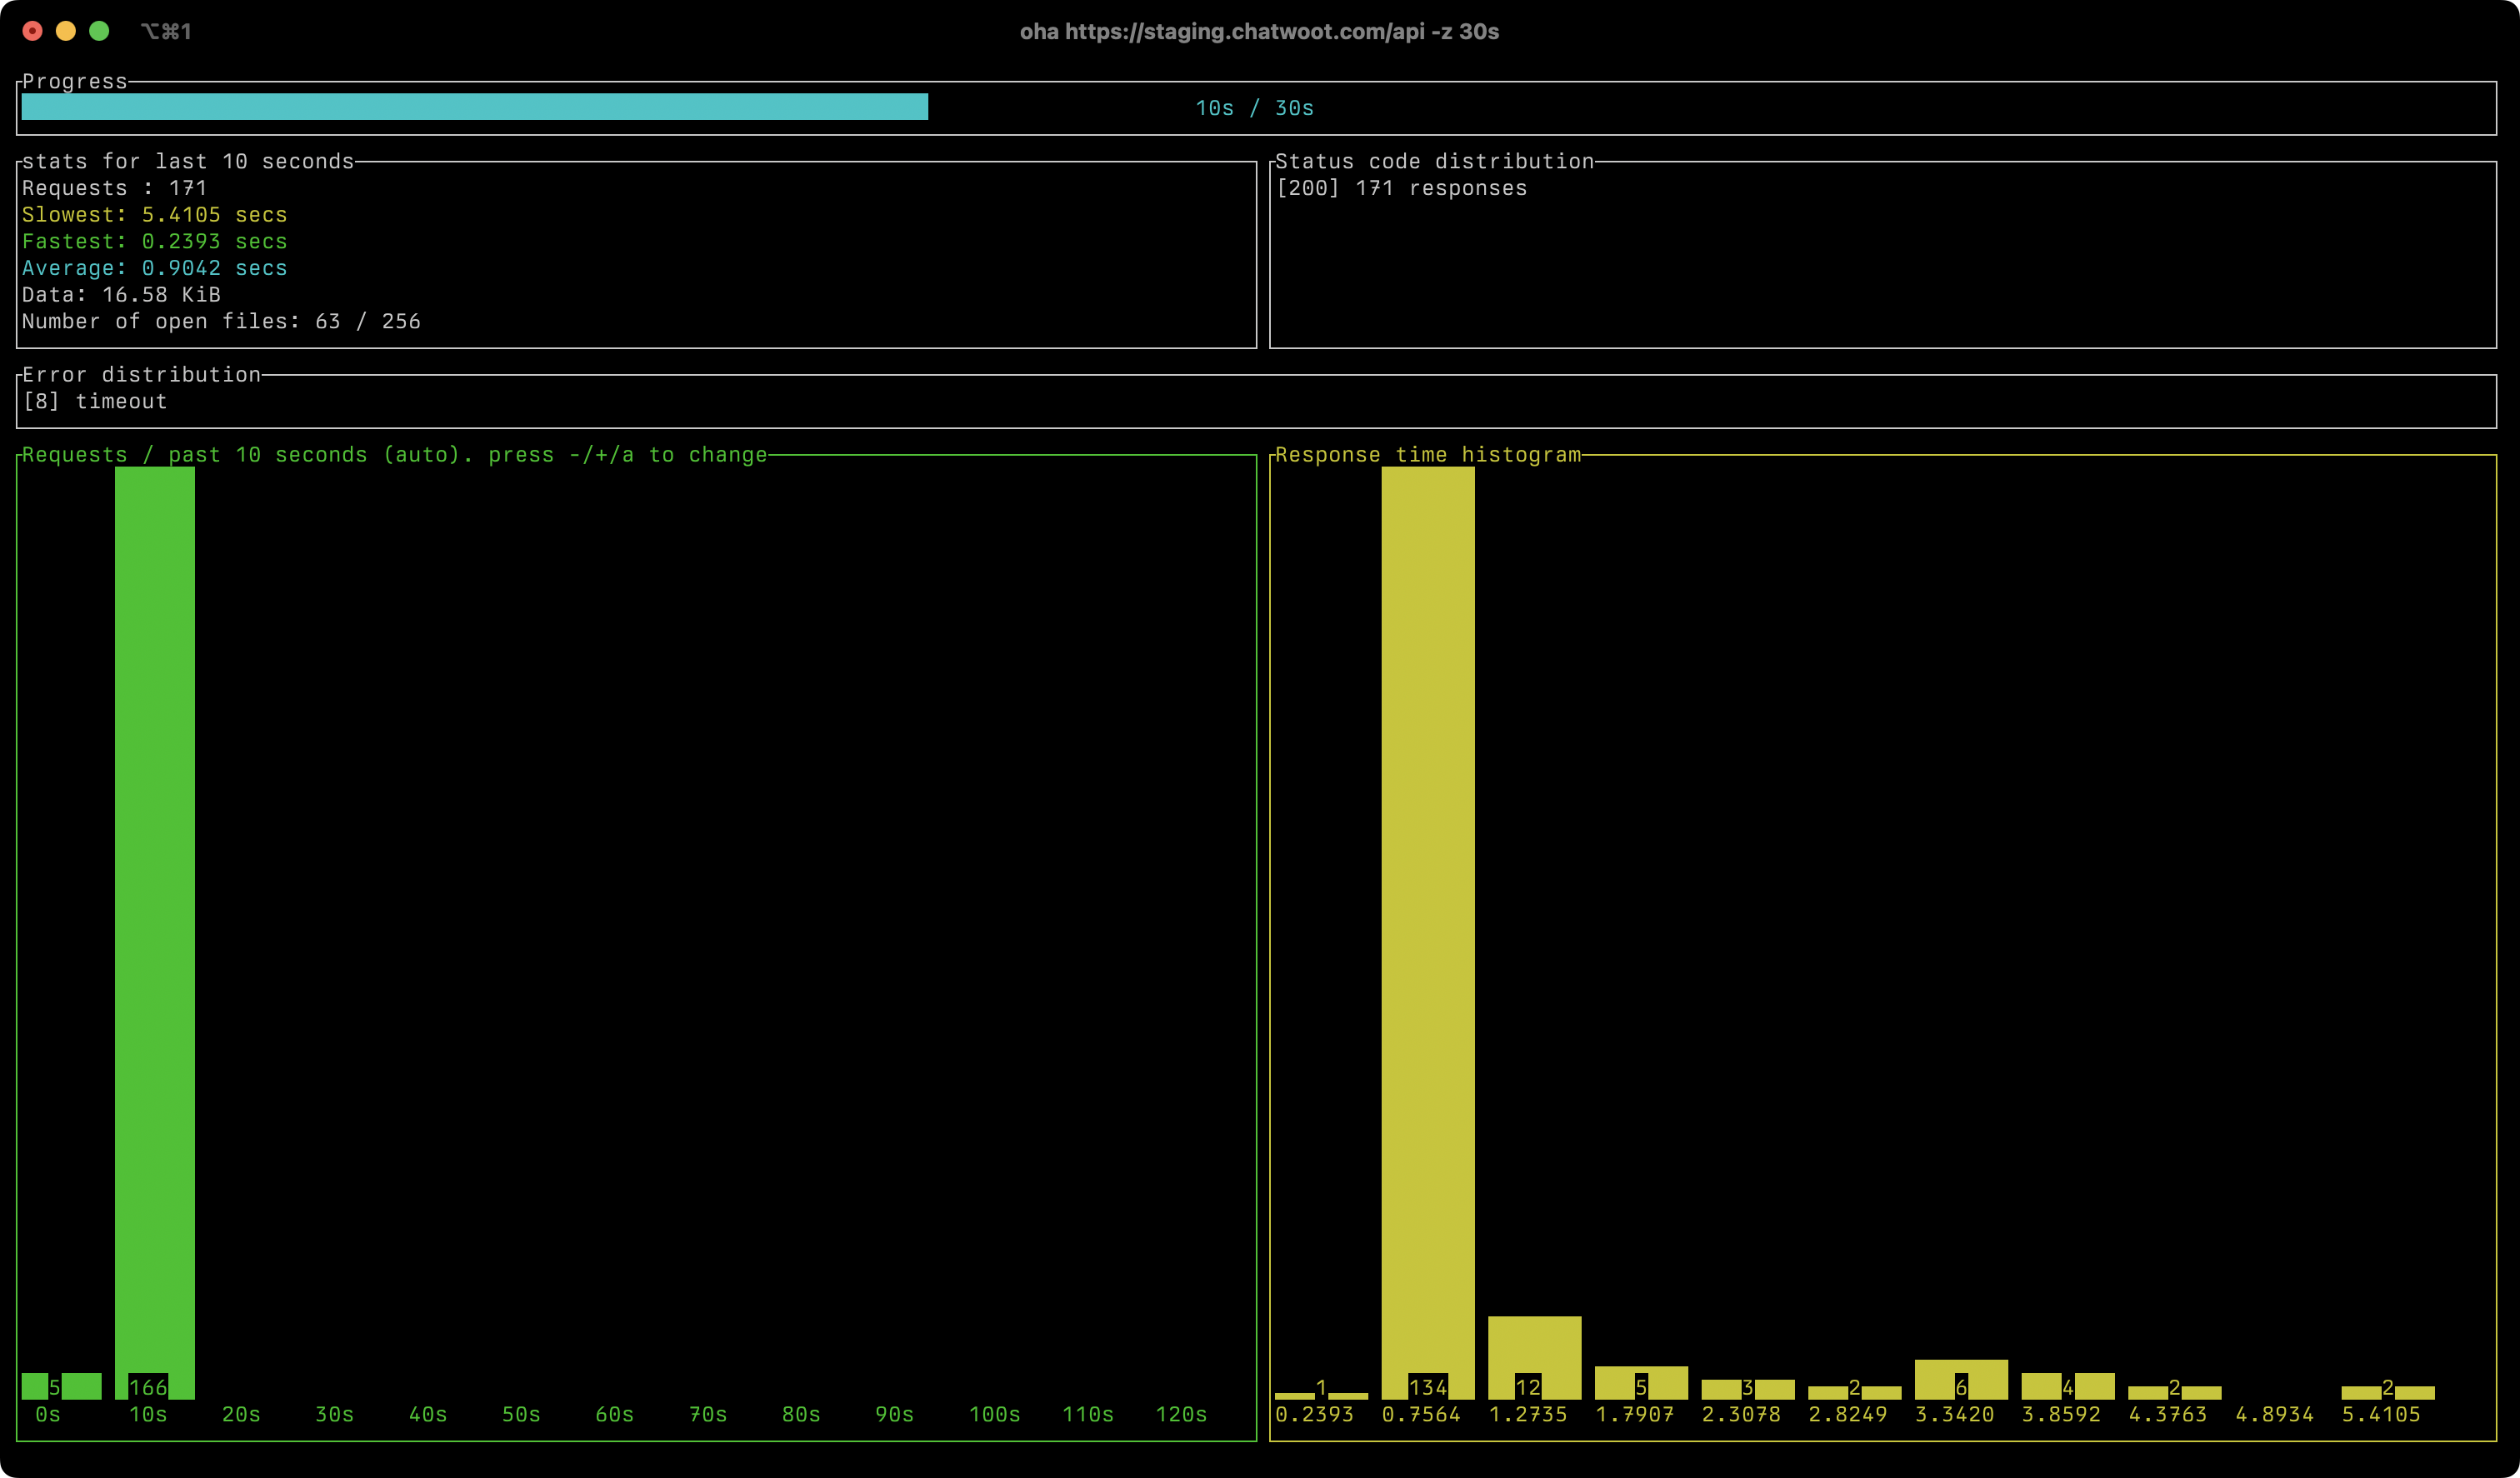 ⌥⌘1
oha https://staging.chatwoot.com/api -z 30s
Progress
10s / 30s
stats for last 10 seconds
Requests : 171
Slowest: 5.4105 secs
Fastest: 0.2393 secs
Average: 0.9042 secs
Data: 16.58 KiB
Number of open files: 63 / 256
Status code distribution
[200] 171 responses
Error distribution
[8] timeout
Requests / past 10 seconds (auto). press -/+/a to change
5 166
0s 10s 20s 30s 40s 50s 60s 70s 80s 90s 100s 110s 120s
Response time histogram
1 134 12 5 3 2 6 4 2 2
0.2393 0.7564 1.2735 1.7907 2.3078 2.8249 3.3420 3.8592 4.3763 4.8934 5.4105